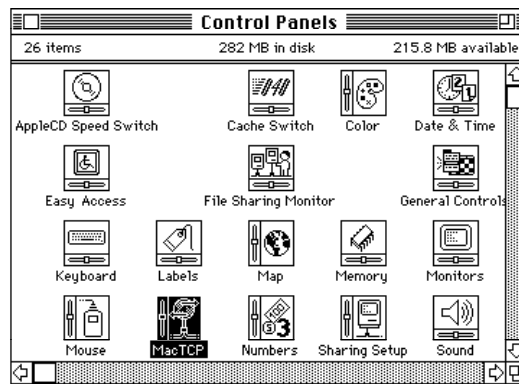 Control Panels
26 items 282 MB in disk 215.8 MB available
AppleCD Speed Switch Cache Switch Color Date & Time
Easy Access File Sharing Monitor General Controls
Keyboard Labels Map Memory Monitors
Mouse MacTCP Numbers Sharing Setup Sound